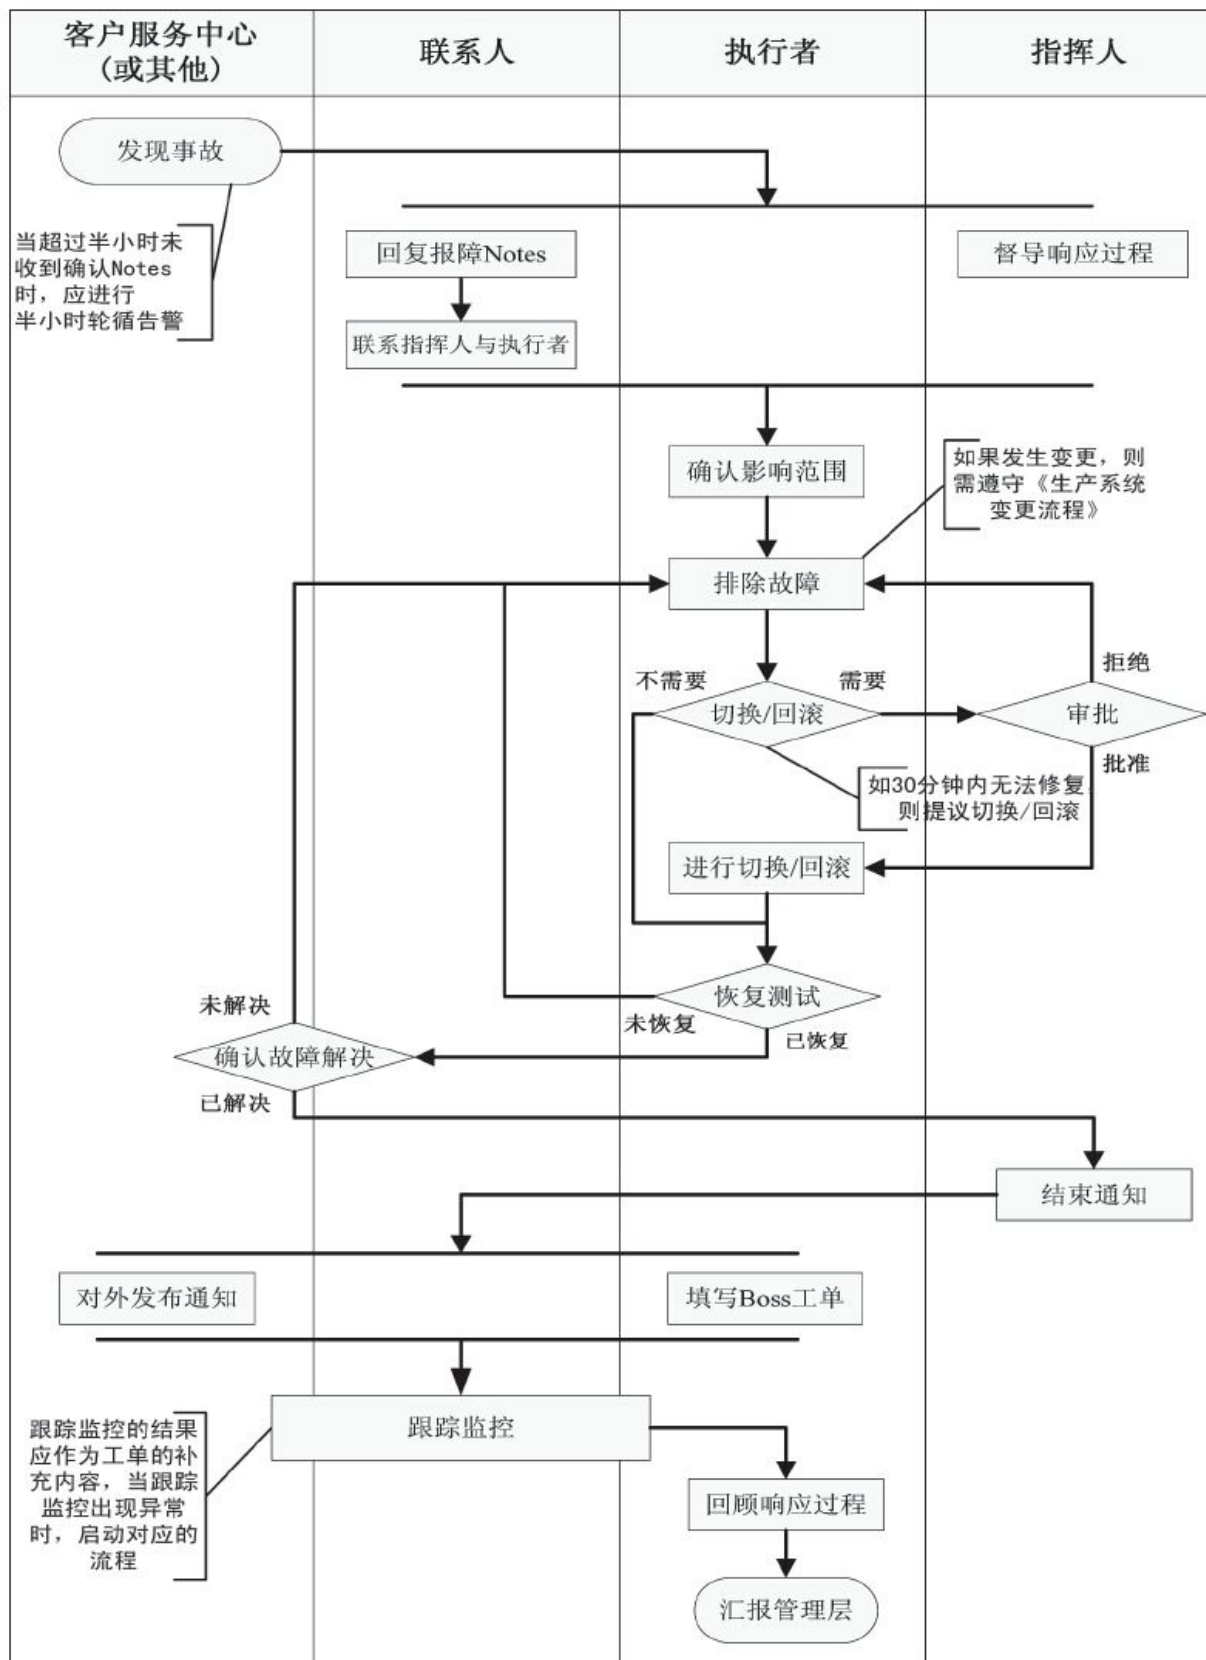 客户服务中心
(或其他)
联系人
执行者
指挥人
发现事故
当超过半小时未
收到确认Notes
时，应进行
半小时轮循告警
回复报障Notes
督导响应过程
联系指挥人与执行者
确认影响范围
如果发生变更，则
需遵守《生产系统
变更流程》
排除故障
拒绝
不需要
需要
切换/回滚
审批
批准
如30分钟内无法修复，
则提议切换/回滚
进行切换/回滚
恢复测试
未解决
未恢复
已恢复
确认故障解决
已解决
结束通知
对外发布通知
填写Boss工单
跟踪监控
跟踪监控的结果
应作为工单的补
充内容，当跟踪
监控出现异常
时，启动对应的
流程
回顾响应过程
汇报管理层